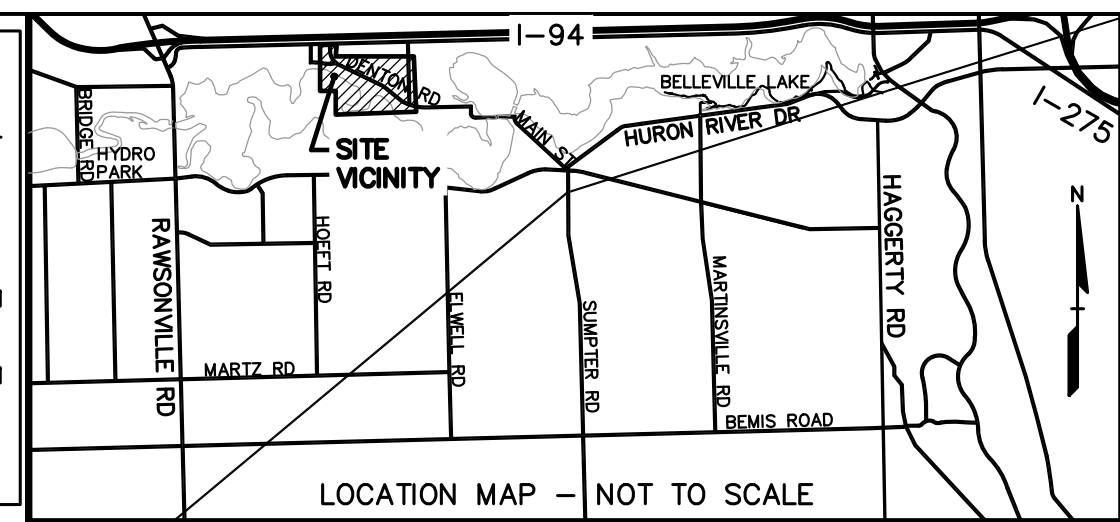 I-94
DENTON RD
BELLEVILLE LAKE
BRIDGE RD
MAIN ST
HURON RIVER DR
I-275
HYDRO
PARK
SITE
VICINITY
N
RAWSONVILLE RD
HOEFT RD
HAGGERTY RD
ELWELL RD
SUMPTER RD
MARTINSVILLE RD
MARTZ RD
BEMIS ROAD
LOCATION MAP - NOT TO SCALE